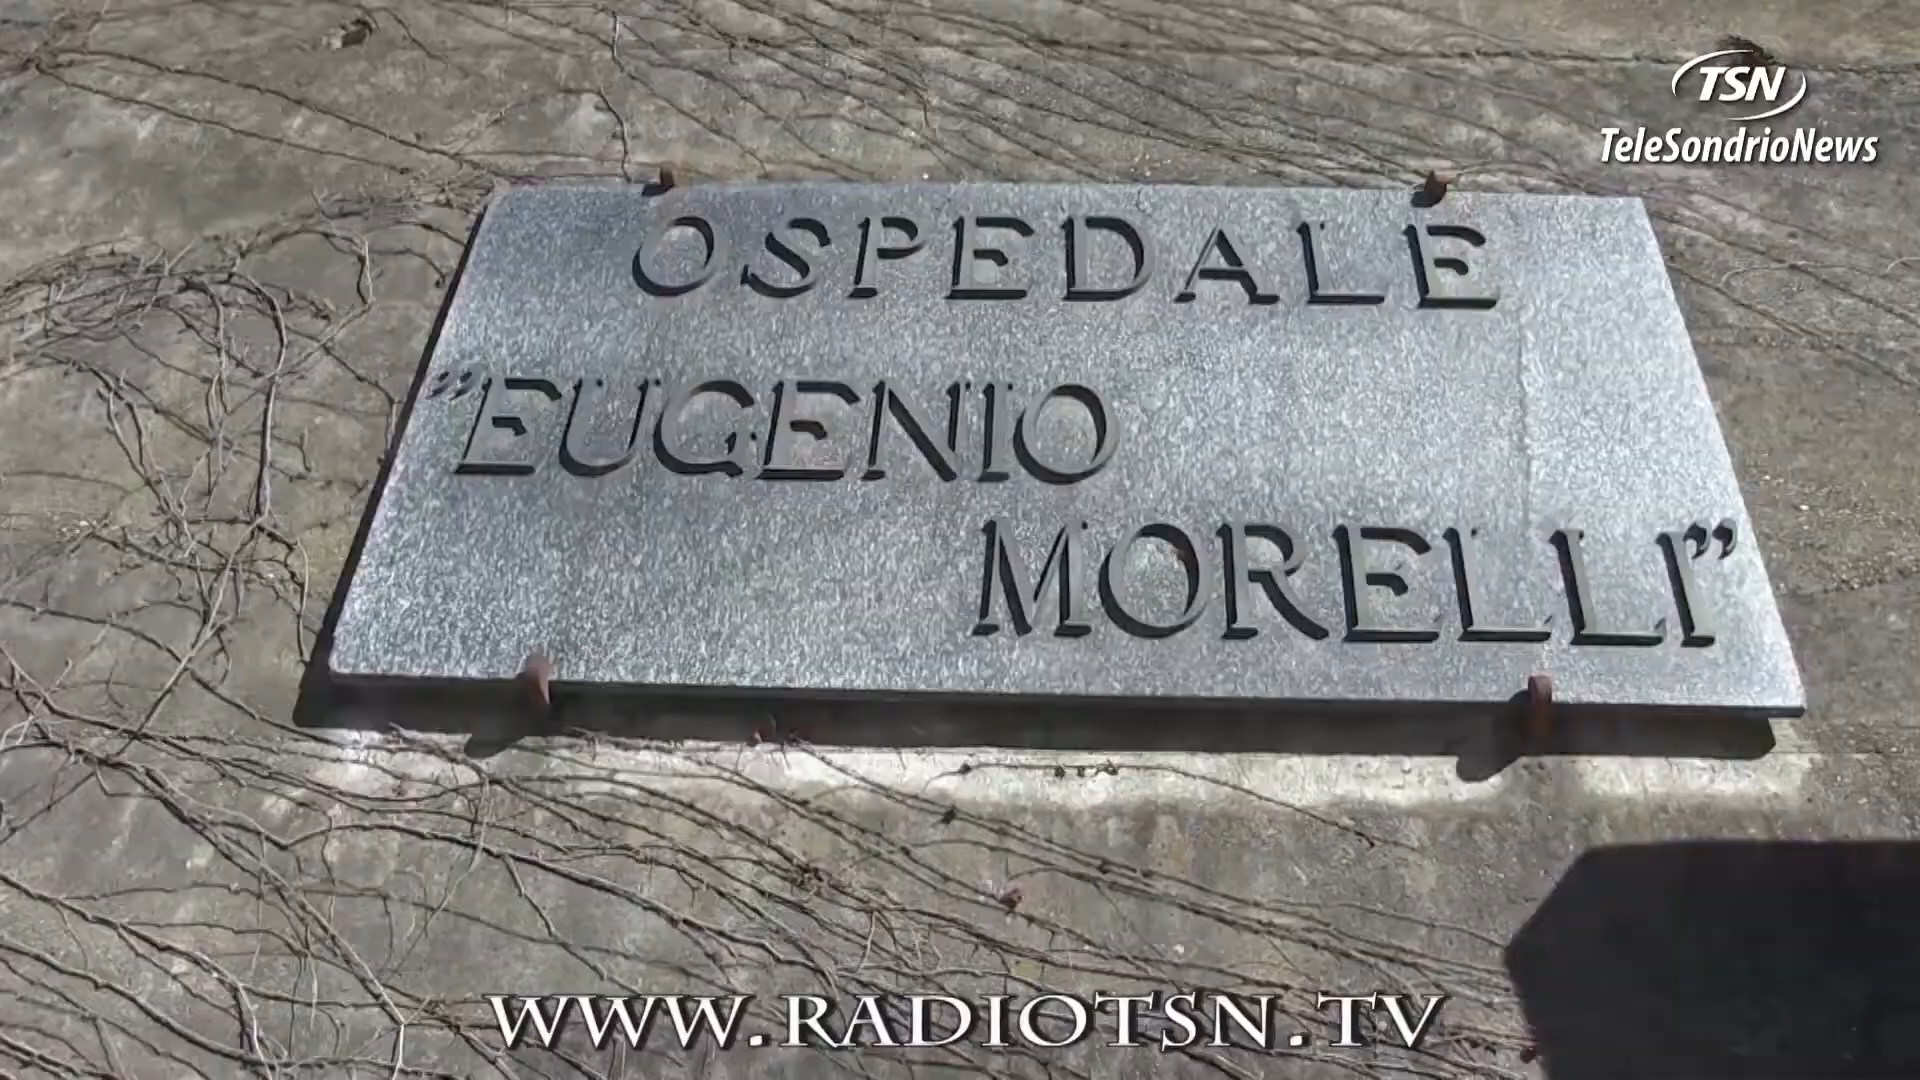 TSN
TeleSondrioNews
OSPEDALE
"EUGENIO
MORELLI"
WWW.RADIOTSN.TV